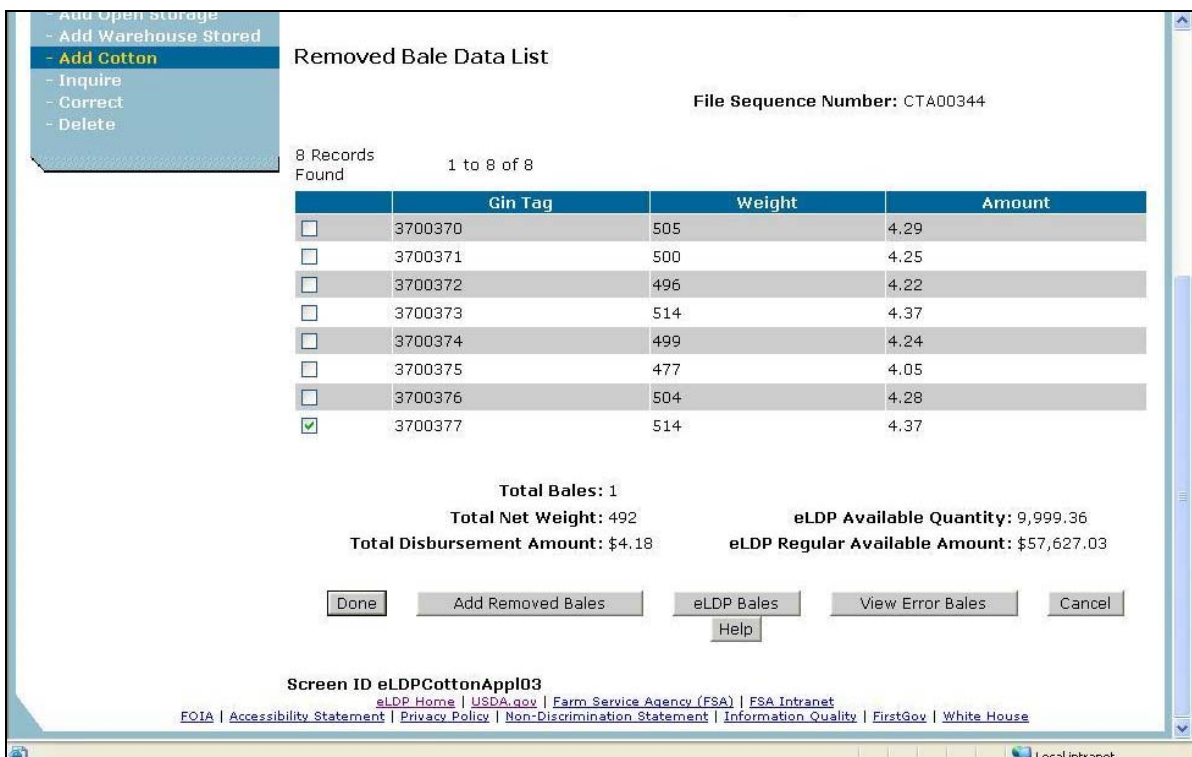 - Add Open Storage
- Add Warehouse Stored
- Add Cotton
- Inquire
- Correct
- Delete
Removed Bale Data List
File Sequence Number: CTA00344
8 Records Found 1 to 8 of 8
Gin Tag Weight Amount
3700370 505 4.29
3700371 500 4.25
3700372 496 4.22
3700373 514 4.37
3700374 499 4.24
3700375 477 4.05
3700376 504 4.28
3700377 514 4.37
Total Bales: 1
Total Net Weight: 492 eLDP Available Quantity: 9,999.36
Total Disbursement Amount: $4.18 eLDP Regular Available Amount: $57,627.03
Done Add Removed Bales eLDP Bales View Error Bales Cancel
Help
Screen ID eLDPCottonAppl03
eLDP Home | USDA.gov | Farm Service Agency (FSA) | FSA Intranet
FOIA | Accessibility Statement | Privacy Policy | Non-Discrimination Statement | Information Quality | FirstGov | White House
Local intranet